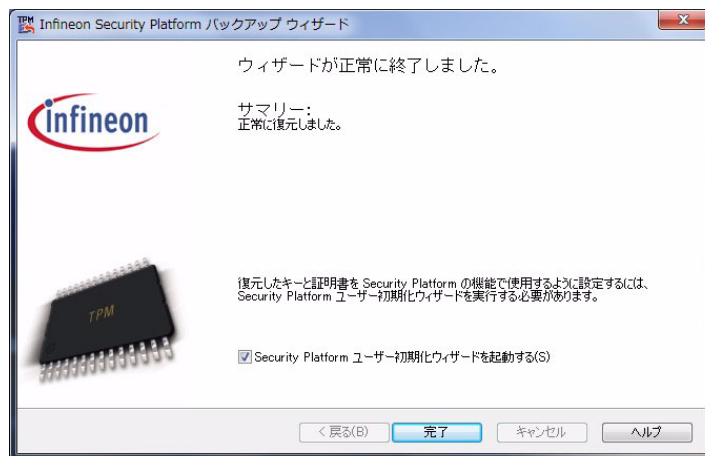 TPM Infineon Security Platform バックアップ ウィザード
ウィザードが正常に終了しました。
infineon
サマリー:
正常に復元しました。
復元したキーと証明書を Security Platform の機能で使用するように設定するには、
Security Platform ユーザー初期化ウィザードを実行する必要があります。
TPM
Security Platform ユーザー初期化ウィザードを起動する(S)
< 戻る(B) 完了 キャンセル ヘルプ